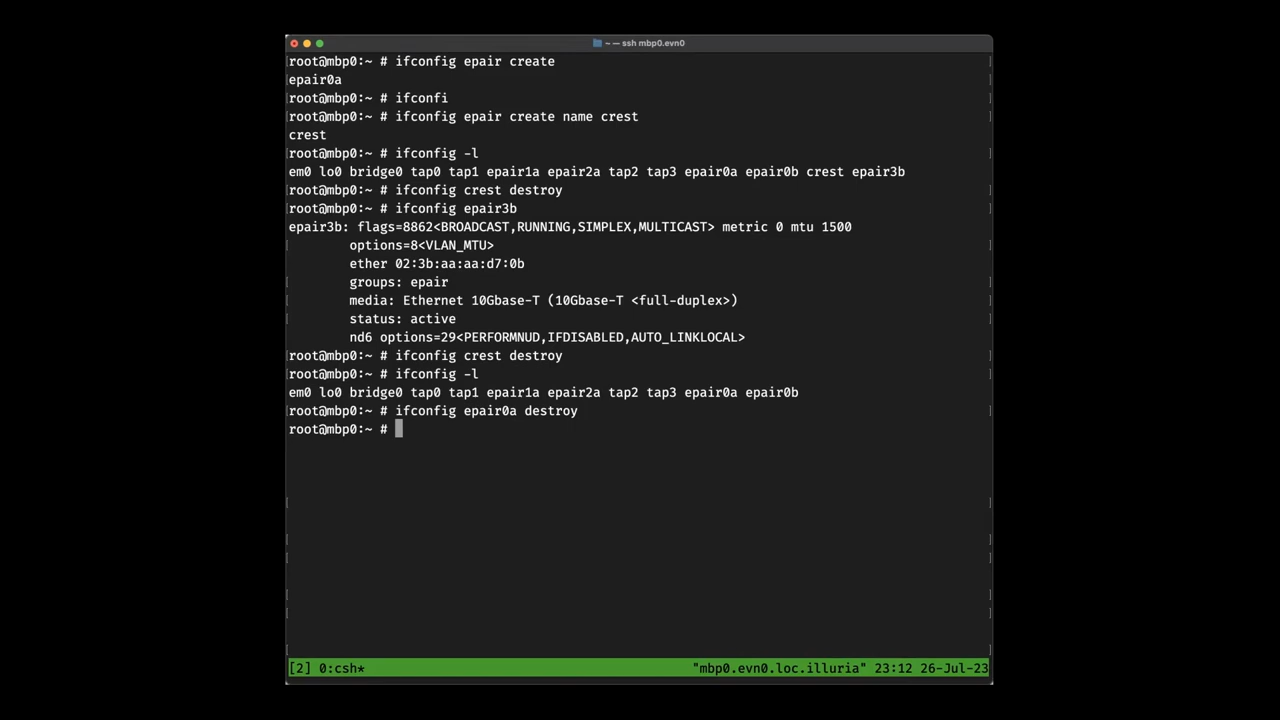 ~ — ssh mbp0.evn0
root@mbp0:~ # ifconfig epair create
epair0a
root@mbp0:~ # ifconfi
root@mbp0:~ # ifconfig epair create name crest
crest
root@mbp0:~ # ifconfig -l
em0 lo0 bridge0 tap0 tap1 epair1a epair2a tap2 tap3 epair0a epair0b crest epair3b
root@mbp0:~ # ifconfig crest destroy
root@mbp0:~ # ifconfig epair3b
epair3b: flags=8862<BROADCAST,RUNNING,SIMPLEX,MULTICAST> metric 0 mtu 1500
options=8<VLAN_MTU>
ether 02:3b:aa:aa:d7:0b
groups: epair
media: Ethernet 10Gbase-T (10Gbase-T <full-duplex>)
status: active
nd6 options=29<PERFORMNUD,IFDISABLED,AUTO_LINKLOCAL>
root@mbp0:~ # ifconfig crest destroy
root@mbp0:~ # ifconfig -l
em0 lo0 bridge0 tap0 tap1 epair1a epair2a tap2 tap3 epair0a epair0b
root@mbp0:~ # ifconfig epair0a destroy
root@mbp0:~ #
[2] 0:csh* "mbp0.evn0.loc.illuria" 23:12 26-Jul-23